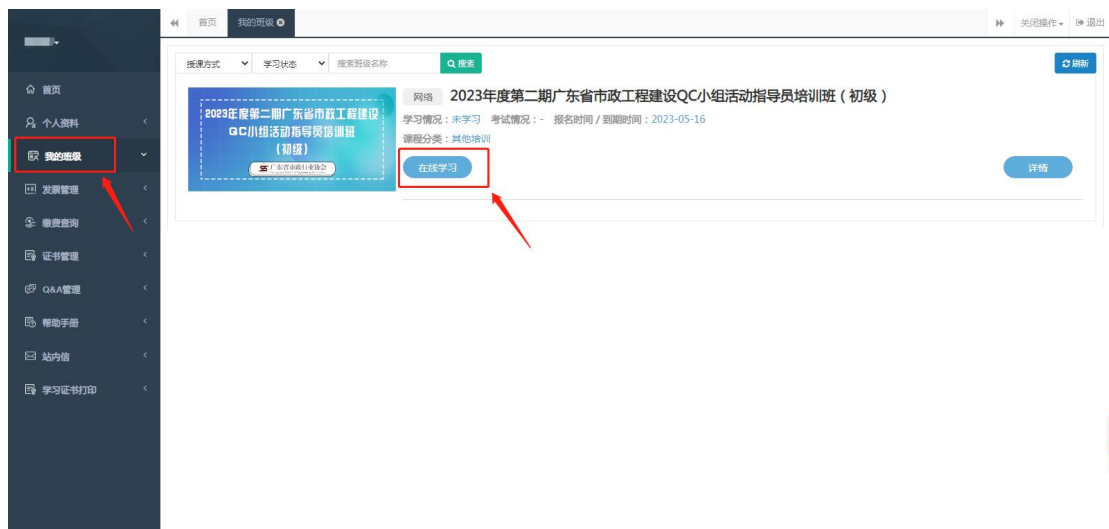 首页
我的班级
关闭操作
退出
授课方式
学习状态
搜索班级名称
搜索
刷新
首页
个人资料
我的班级
发票管理
缴费查询
证书管理
Q&A管理
帮助手册
站内信
学习证书打印
2023年度第二期广东省市政工程建设
QC小组活动指导员培训班
(初级)
广东省市政行业协会
网络 2023年度第二期广东省市政工程建设QC小组活动指导员培训班(初级)
学习情况:未学习 考试情况:- 报名时间/到期时间:2023-05-16
课程分类:其他培训
在线学习
详情